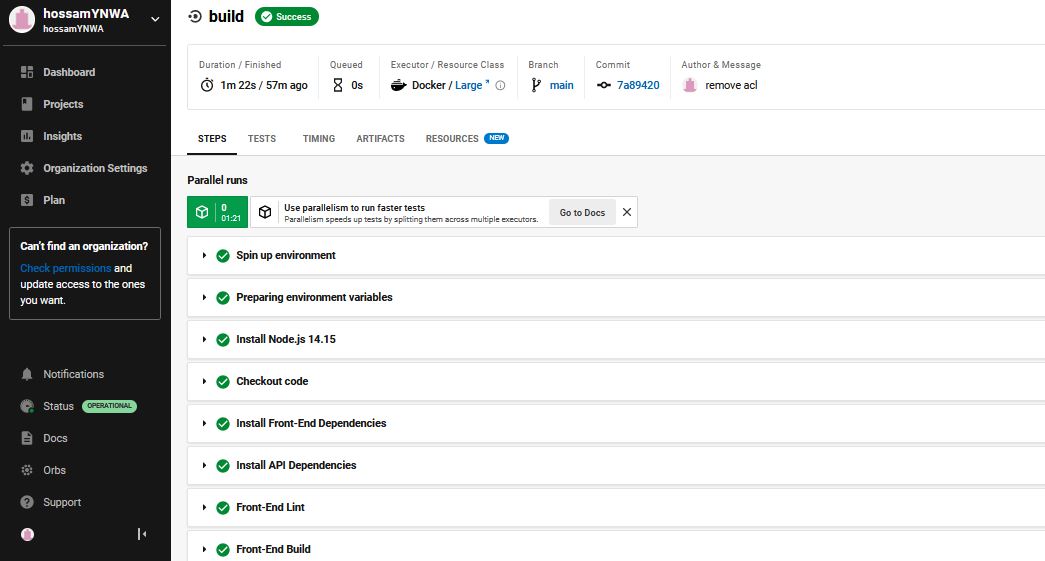 hossamYNWA
hossamYNWA
Dashboard
Projects
Insights
Organization Settings
Plan
Can't find an organization?
Check permissions and
update access to the ones
you want.
Notifications
Status OPERATIONAL
Docs
Orbs
Support
build Success
Duration / Finished
1m 22s / 57m ago
Queued
0s
Executor / Resource Class
Docker / Large
Branch
main
Commit
7a89420
Author & Message
remove acl
STEPS TESTS TIMING ARTIFACTS RESOURCES NEW
Parallel runs
0
01:21
Use parallelism to run faster tests
Parallelism speeds up tests by splitting them across multiple executors.
Go to Docs
Spin up environment
Preparing environment variables
Install Node.js 14.15
Checkout code
Install Front-End Dependencies
Install API Dependencies
Front-End Lint
Front-End Build